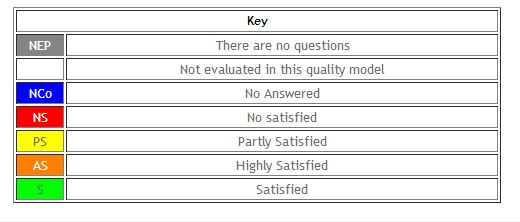 Key
NEP There are no questions
Not evaluated in this quality model
NCo No Answered
NS No satisfied
PS Partly Satisfied
AS Highly Satisfied
S Satisfied